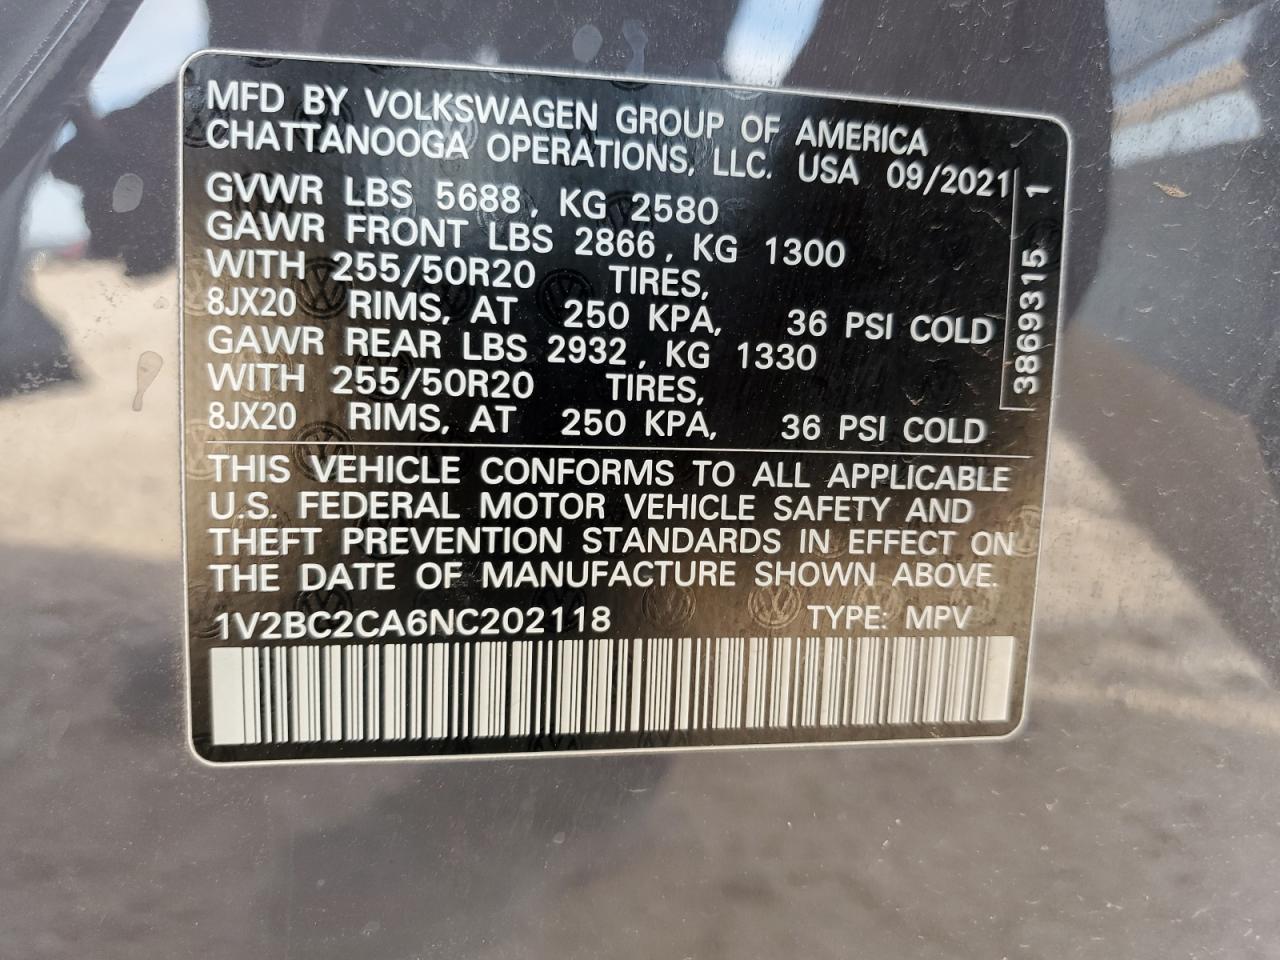 MFD BY VOLKSWAGEN GROUP OF AMERICA
CHATTANOOGA OPERATIONS, LLC. USA 09/2021
GVWR LBS 5688, KG 2580
GAWR FRONT LBS 2866, KG 1300
WITH 255/50R20 TIRES,
8JX20 RIMS, AT 250 KPA, 36 PSI COLD
GAWR REAR LBS 2932, KG 1330
WITH 255/50R20 TIRES,
8JX20 RIMS, AT 250 KPA, 36 PSI COLD
3869315 1
THIS VEHICLE CONFORMS TO ALL APPLICABLE
U.S. FEDERAL MOTOR VEHICLE SAFETY AND
THEFT PREVENTION STANDARDS IN EFFECT ON
THE DATE OF MANUFACTURE SHOWN ABOVE.
1V2BC2CA6NC202118 TYPE: MPV